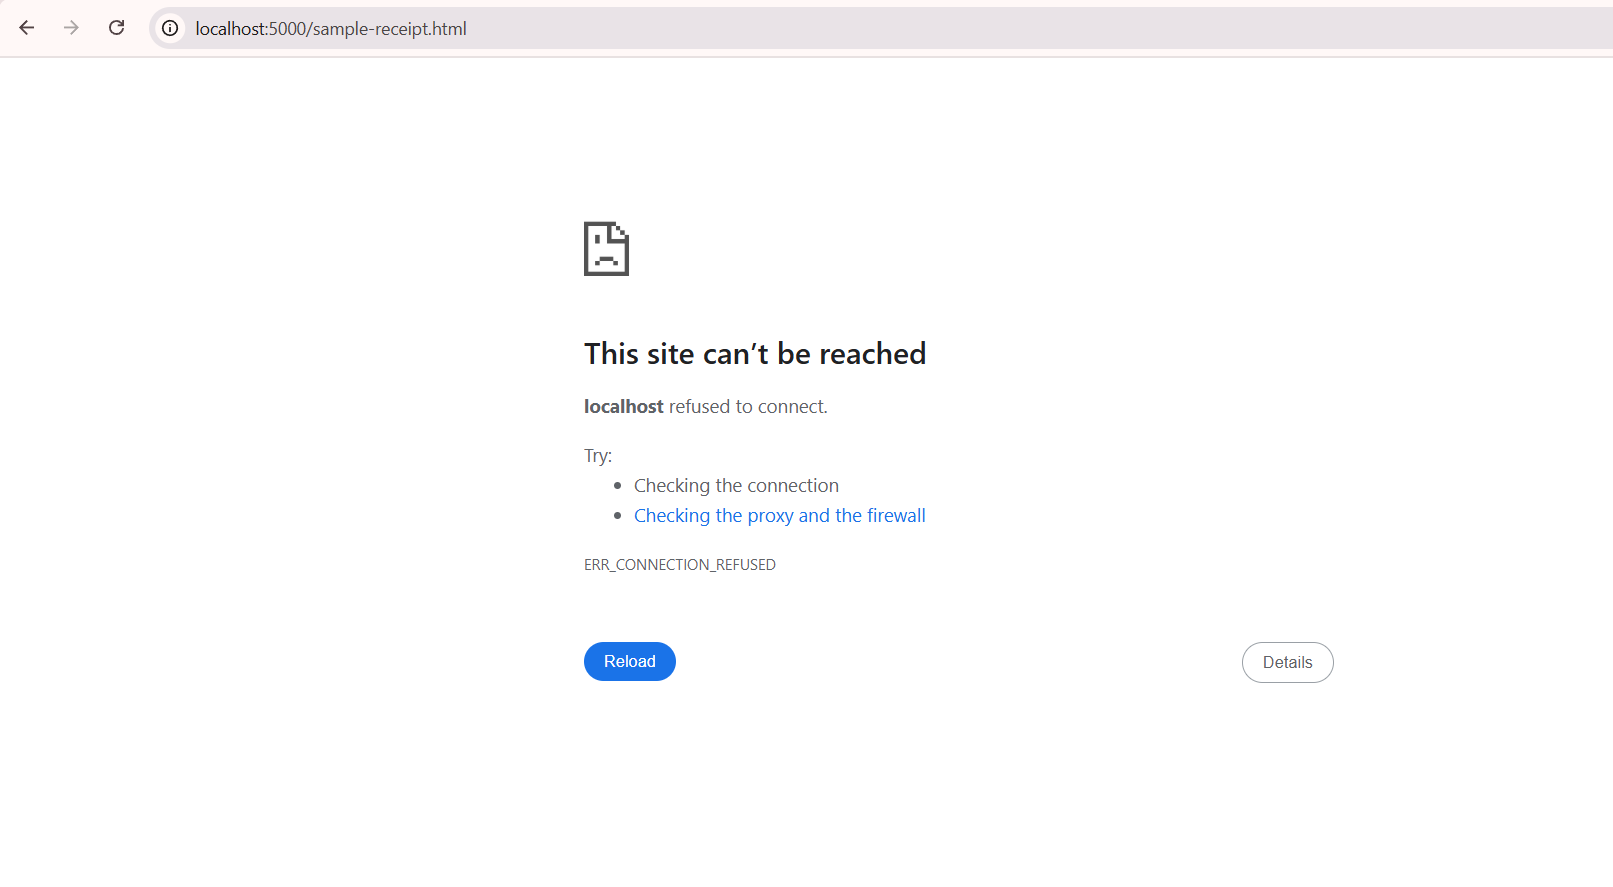 localhost:5000/sample-receipt.html
This site can’t be reached
localhost refused to connect.
Try:
Checking the connection
Checking the proxy and the firewall
ERR_CONNECTION_REFUSED
Reload
Details